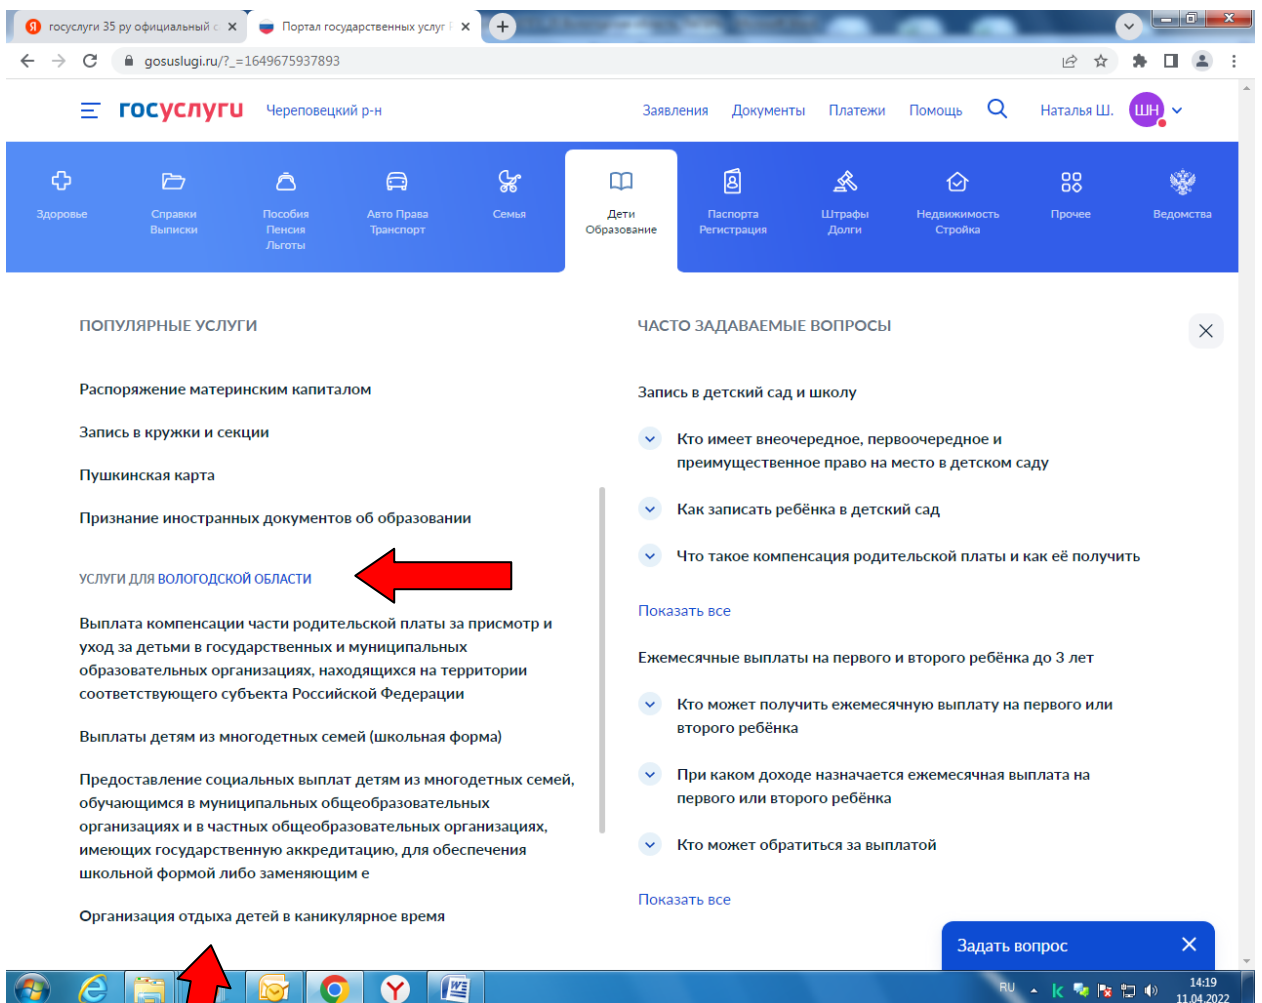 госуслуги 35 ру официальный с
Портал государственных услуг Р
gosuslugi.ru/?_=1649675937893
госуслуги
Череповецкий р-н
Заявления
Документы
Платежи
Помощь
Наталья Ш.
ШН
Здоровье
Справки
Выписки
Пособия
Пенсия
Льготы
Авто Права
Транспорт
Семья
Дети
Образование
Паспорта
Регистрация
Штрафы
Долги
Недвижимость
Стройка
Прочее
Ведомства
ПОПУЛЯРНЫЕ УСЛУГИ
Распоряжение материнским капиталом
Запись в кружки и секции
Пушкинская карта
Признание иностранных документов об образовании
УСЛУГИ ДЛЯ ВОЛОГОДСКОЙ ОБЛАСТИ
Выплата компенсации части родительской платы за присмотр и
уход за детьми в государственных и муниципальных
образовательных организациях, находящихся на территории
соответствующего субъекта Российской Федерации
Выплаты детям из многодетных семей (школьная форма)
Предоставление социальных выплат детям из многодетных семей,
обучающимся в муниципальных общеобразовательных
организациях и в частных общеобразовательных организациях,
имеющих государственную аккредитацию, для обеспечения
школьной формой либо заменяющим е
Организация отдыха детей в каникулярное время
ЧАСТО ЗАДАВАЕМЫЕ ВОПРОСЫ
Запись в детский сад и школу
Кто имеет внеочередное, первоочередное и
преимущественное право на место в детском саду
Как записать ребёнка в детский сад
Что такое компенсация родительской платы и как её получить
Показать все
Ежемесячные выплаты на первого и второго ребёнка до 3 лет
Кто может получить ежемесячную выплату на первого или
второго ребёнка
При каком доходе назначается ежемесячная выплата на
первого или второго ребёнка
Кто может обратиться за выплатой
Показать все
Задать вопрос
RU
14:19
11.04.2022